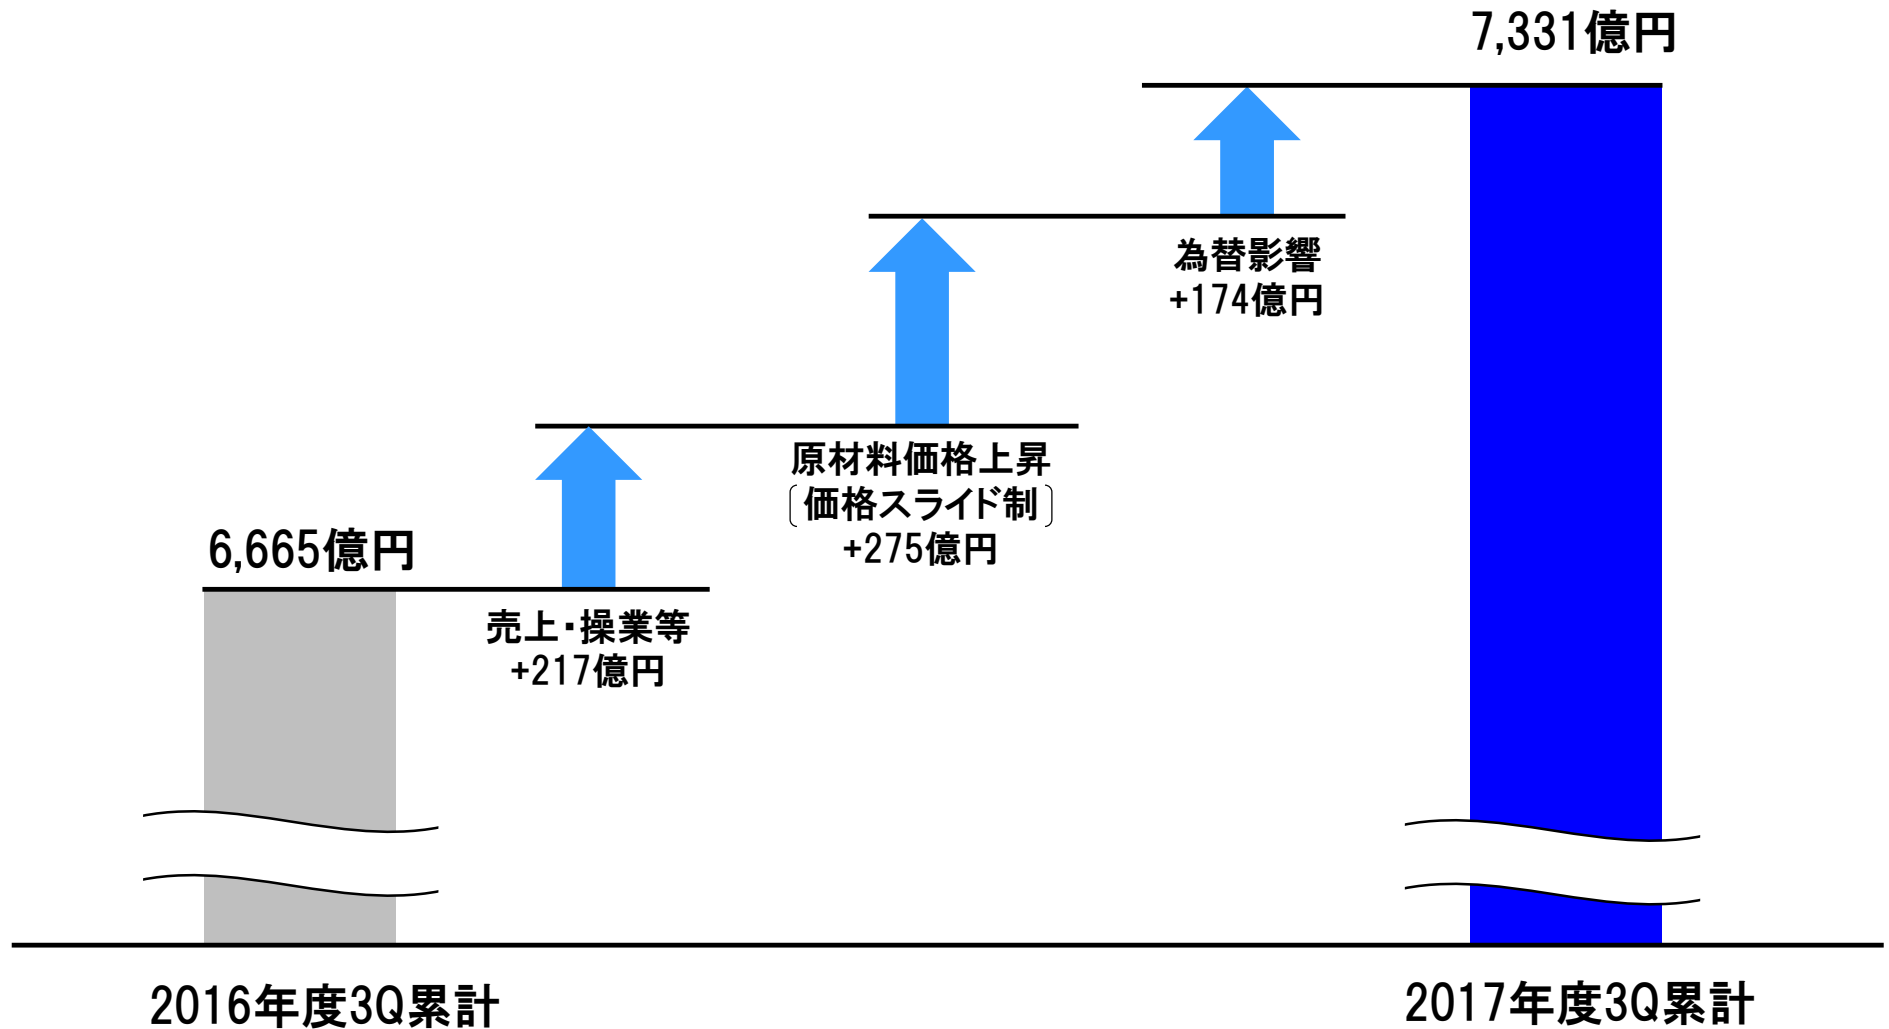 7,331億円
為替影響
+174億円
原材料価格上昇
〔価格スライド制〕
+275億円
6,665億円
売上・操業等
+217億円
2016年度3Q累計
2017年度3Q累計